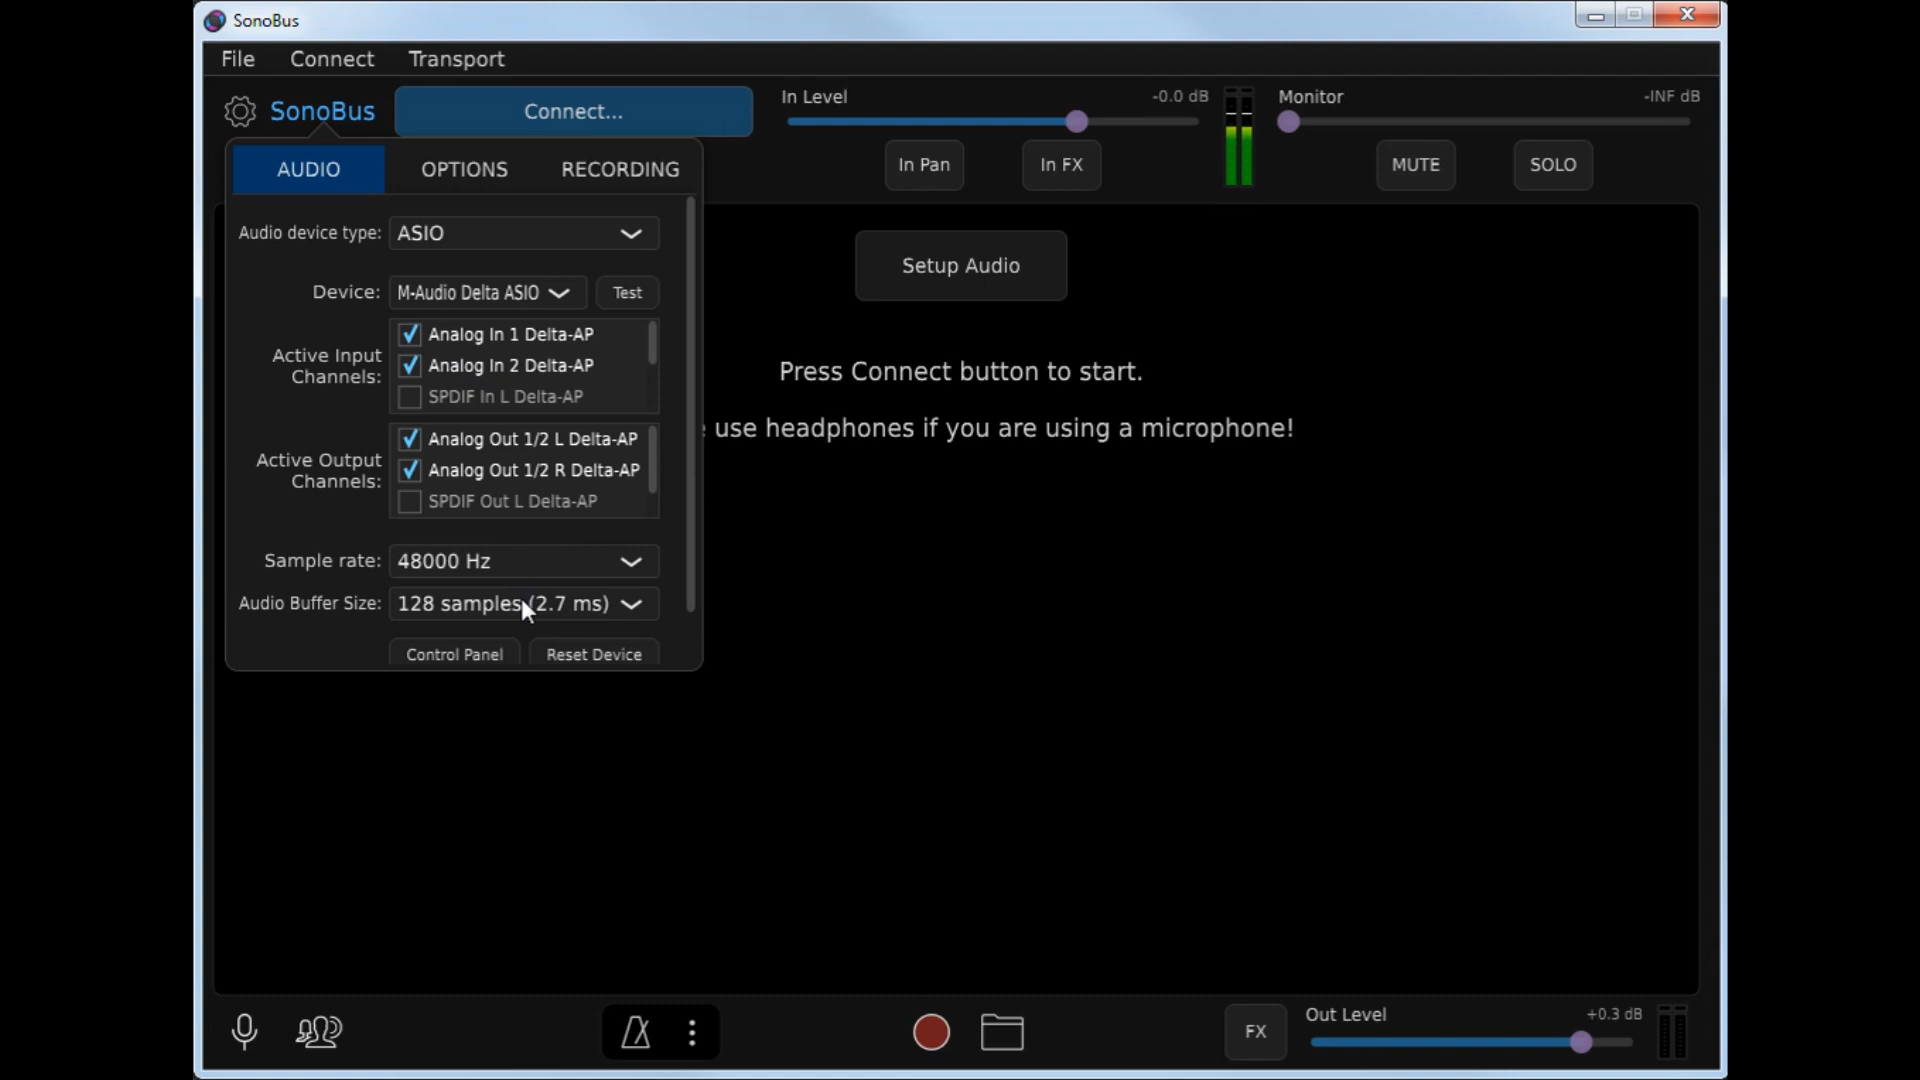 SonoBus
File Connect Transport
SonoBus
Connect...
In Level -0.0 dB
Monitor -INF dB
In Pan In FX
MUTE SOLO
AUDIO OPTIONS RECORDING
Audio device type: ASIO
Device: M-Audio Delta ASIO Test
Active Input Channels:
Analog In 1 Delta-AP
Analog In 2 Delta-AP
SPDIF In L Delta-AP
Active Output Channels:
Analog Out 1/2 L Delta-AP
Analog Out 1/2 R Delta-AP
SPDIF Out L Delta-AP
Sample rate: 48000 Hz
Audio Buffer Size: 128 samples (2.7 ms)
Control Panel Reset Device
Setup Audio
Press Connect button to start.
use headphones if you are using a microphone!
FX
Out Level +0.3 dB